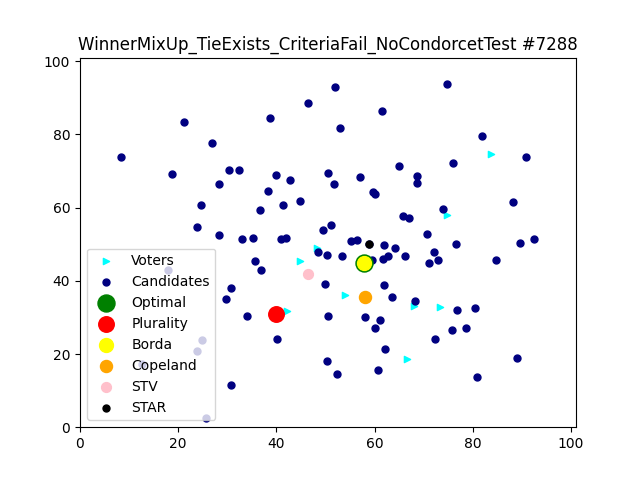 WinnerMixUp_TieExists_CriteriaFail_NoCondorcetTest #7288
100
80
60
40
20
0
Voters
Candidates
Optimal
Plurality
Borda
Copeland
STV
STAR
0 20 40 60 80 100